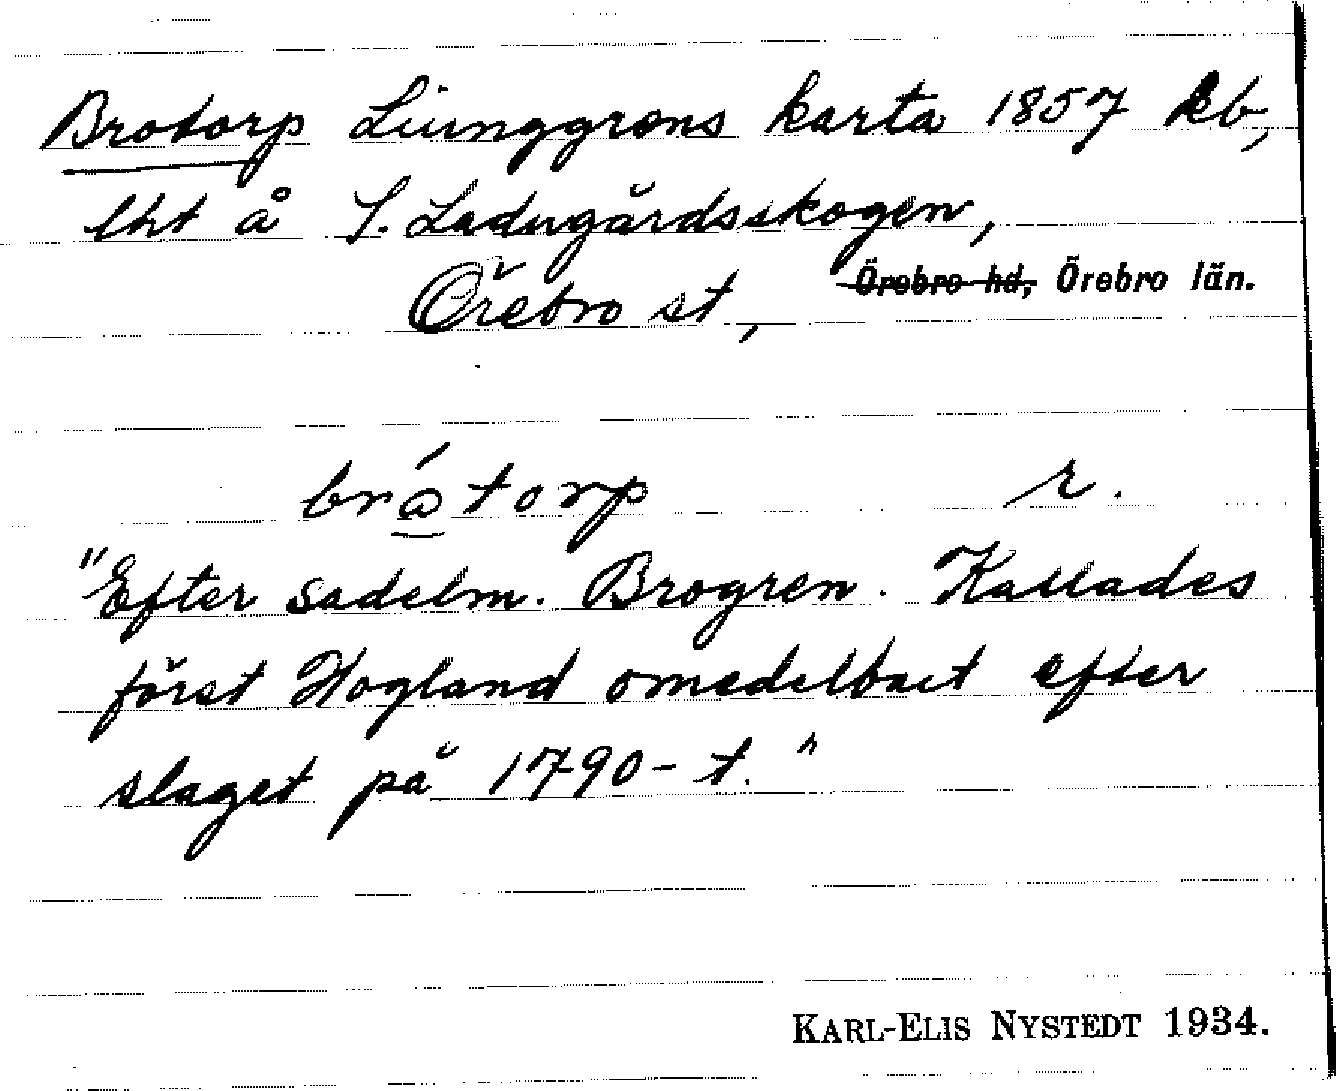 Brotorp Liunggrens karta 1857 kb,
lht å S. Ladugårdsskogen,
Örebro st, Örebro hd, Örebro län.
brátorp r.
"Efter sadelm. Brogren. Kallades
först Hogland omedelbart efter
slaget på 1790-t."
KARL-ELIS NYSTEDT 1934.